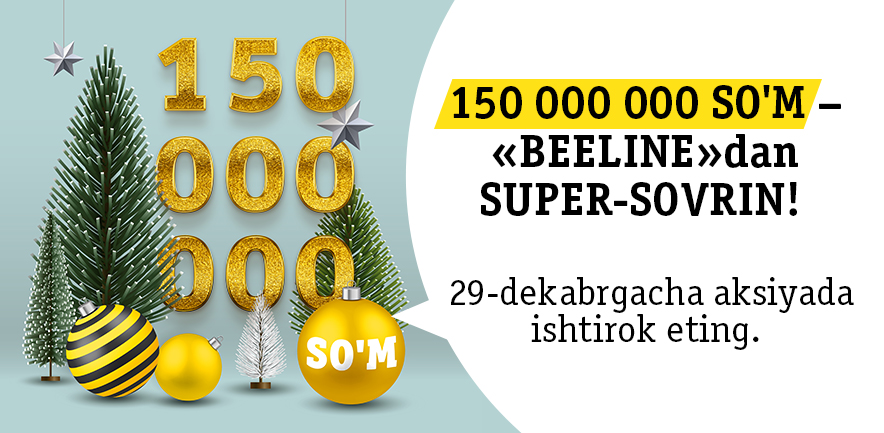 150
000
000
SO'M
150 000 000 SO'M –
«BEELINE»dan
SUPER-SOVRIN!
29-dekabrgacha aksiyada
ishtirok eting.